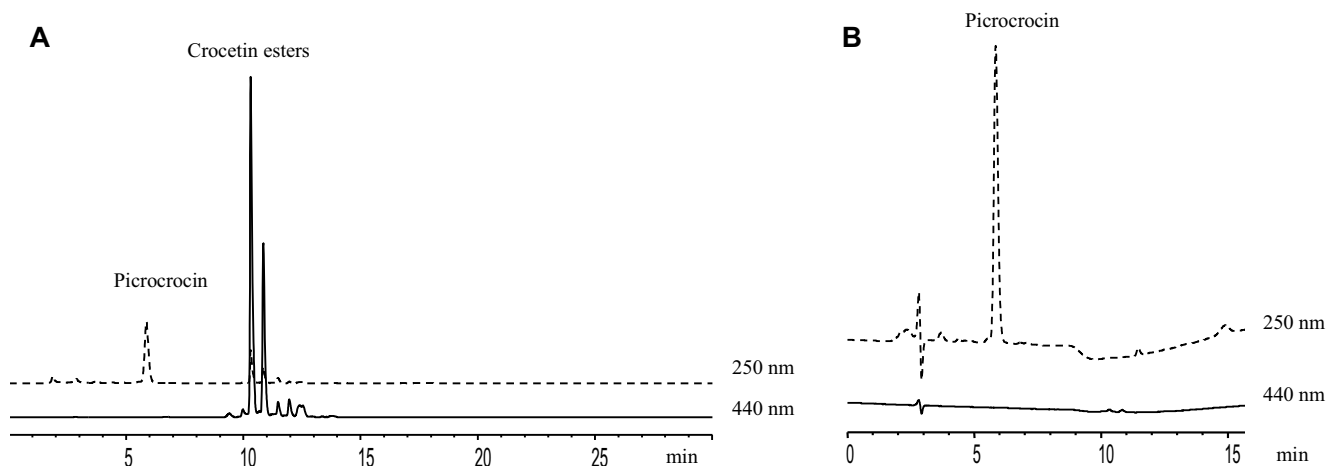 A
Crocetin esters
Picrocrocin
250 nm
440 nm
5 10 15 20 25 min
B
Picrocrocin
250 nm
440 nm
0 5 10 15 min